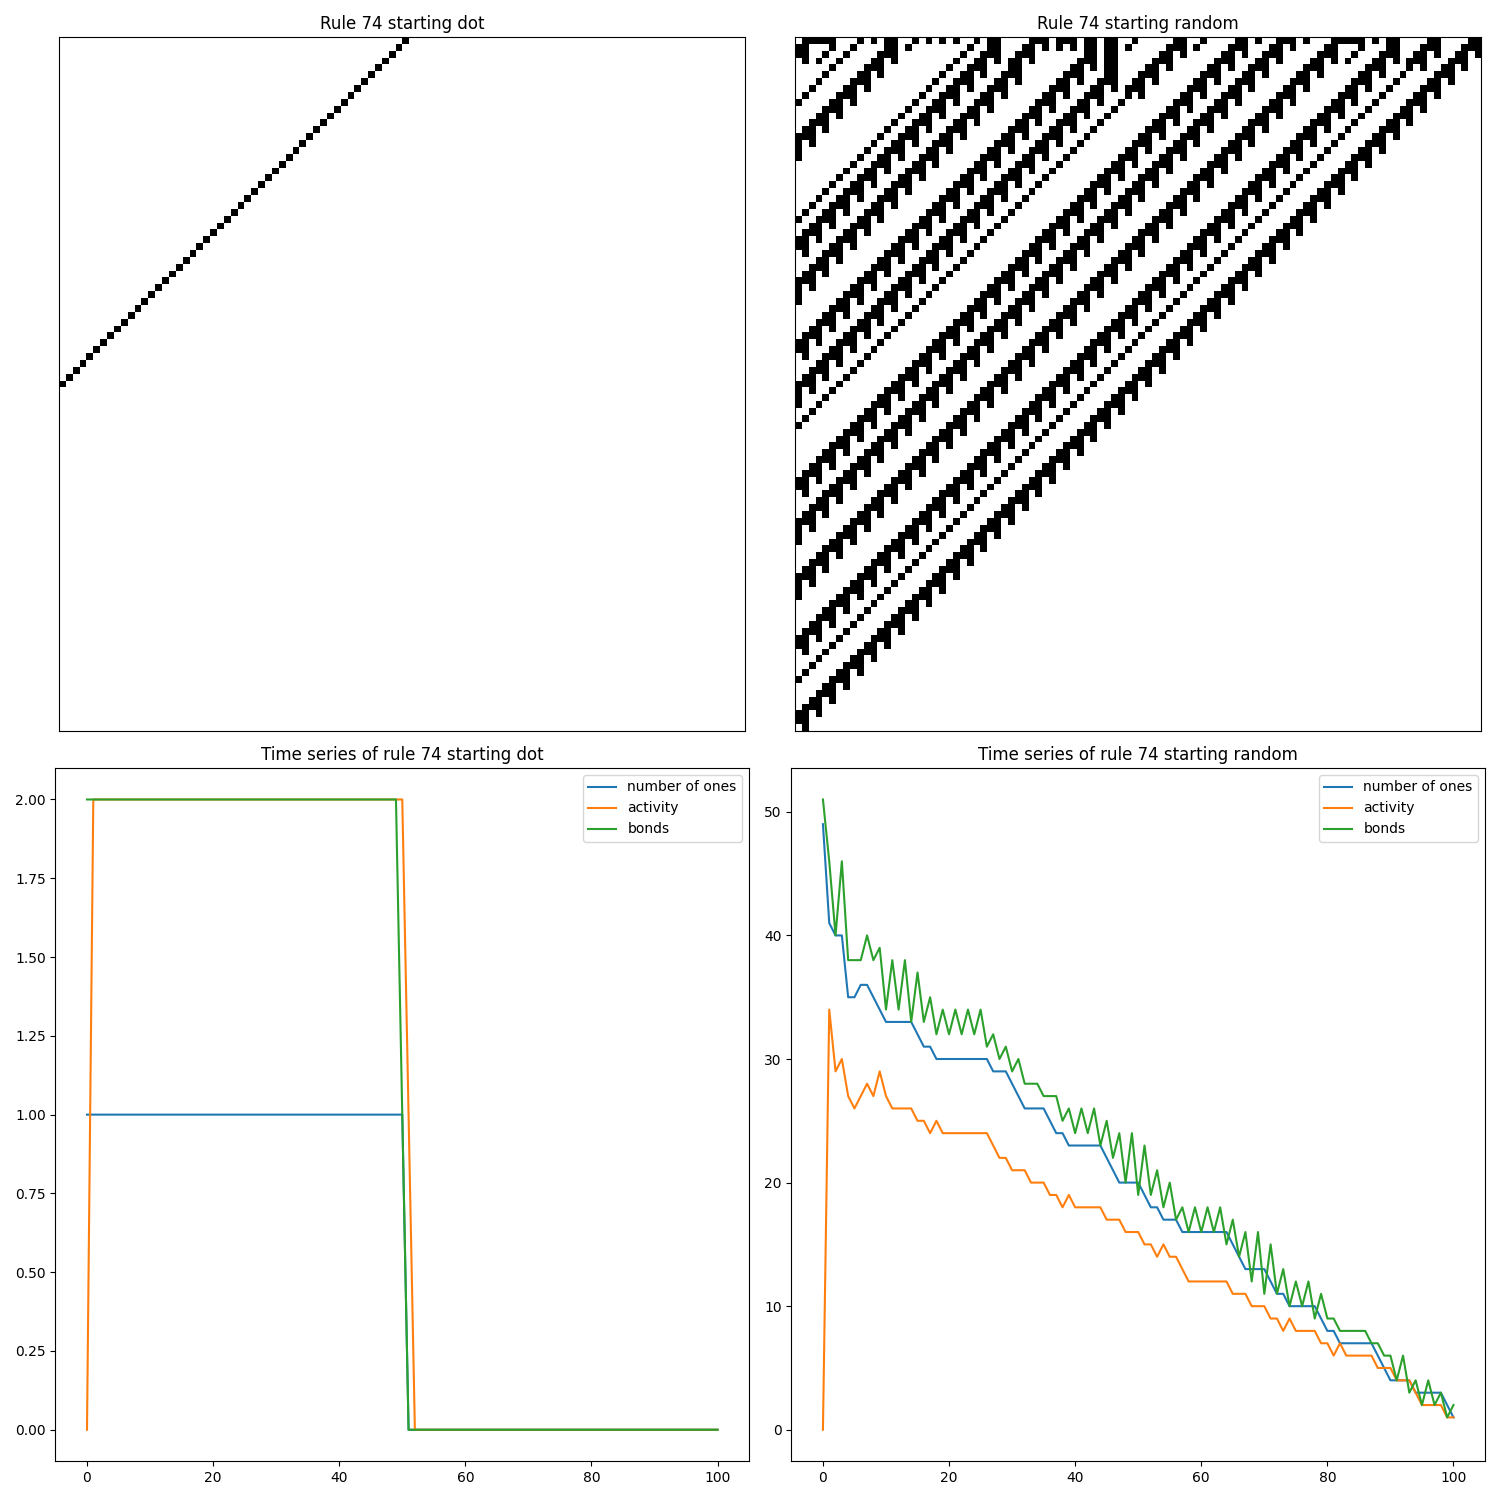 Rule 74 starting dot
Rule 74 starting random
Time series of rule 74 starting dot
number of ones
activity
bonds
2.00
1.75
1.50
1.25
1.00
0.75
0.50
0.25
0.00
0 20 40 60 80 100
Time series of rule 74 starting random
number of ones
activity
bonds
50
40
30
20
10
0
0 20 40 60 80 100